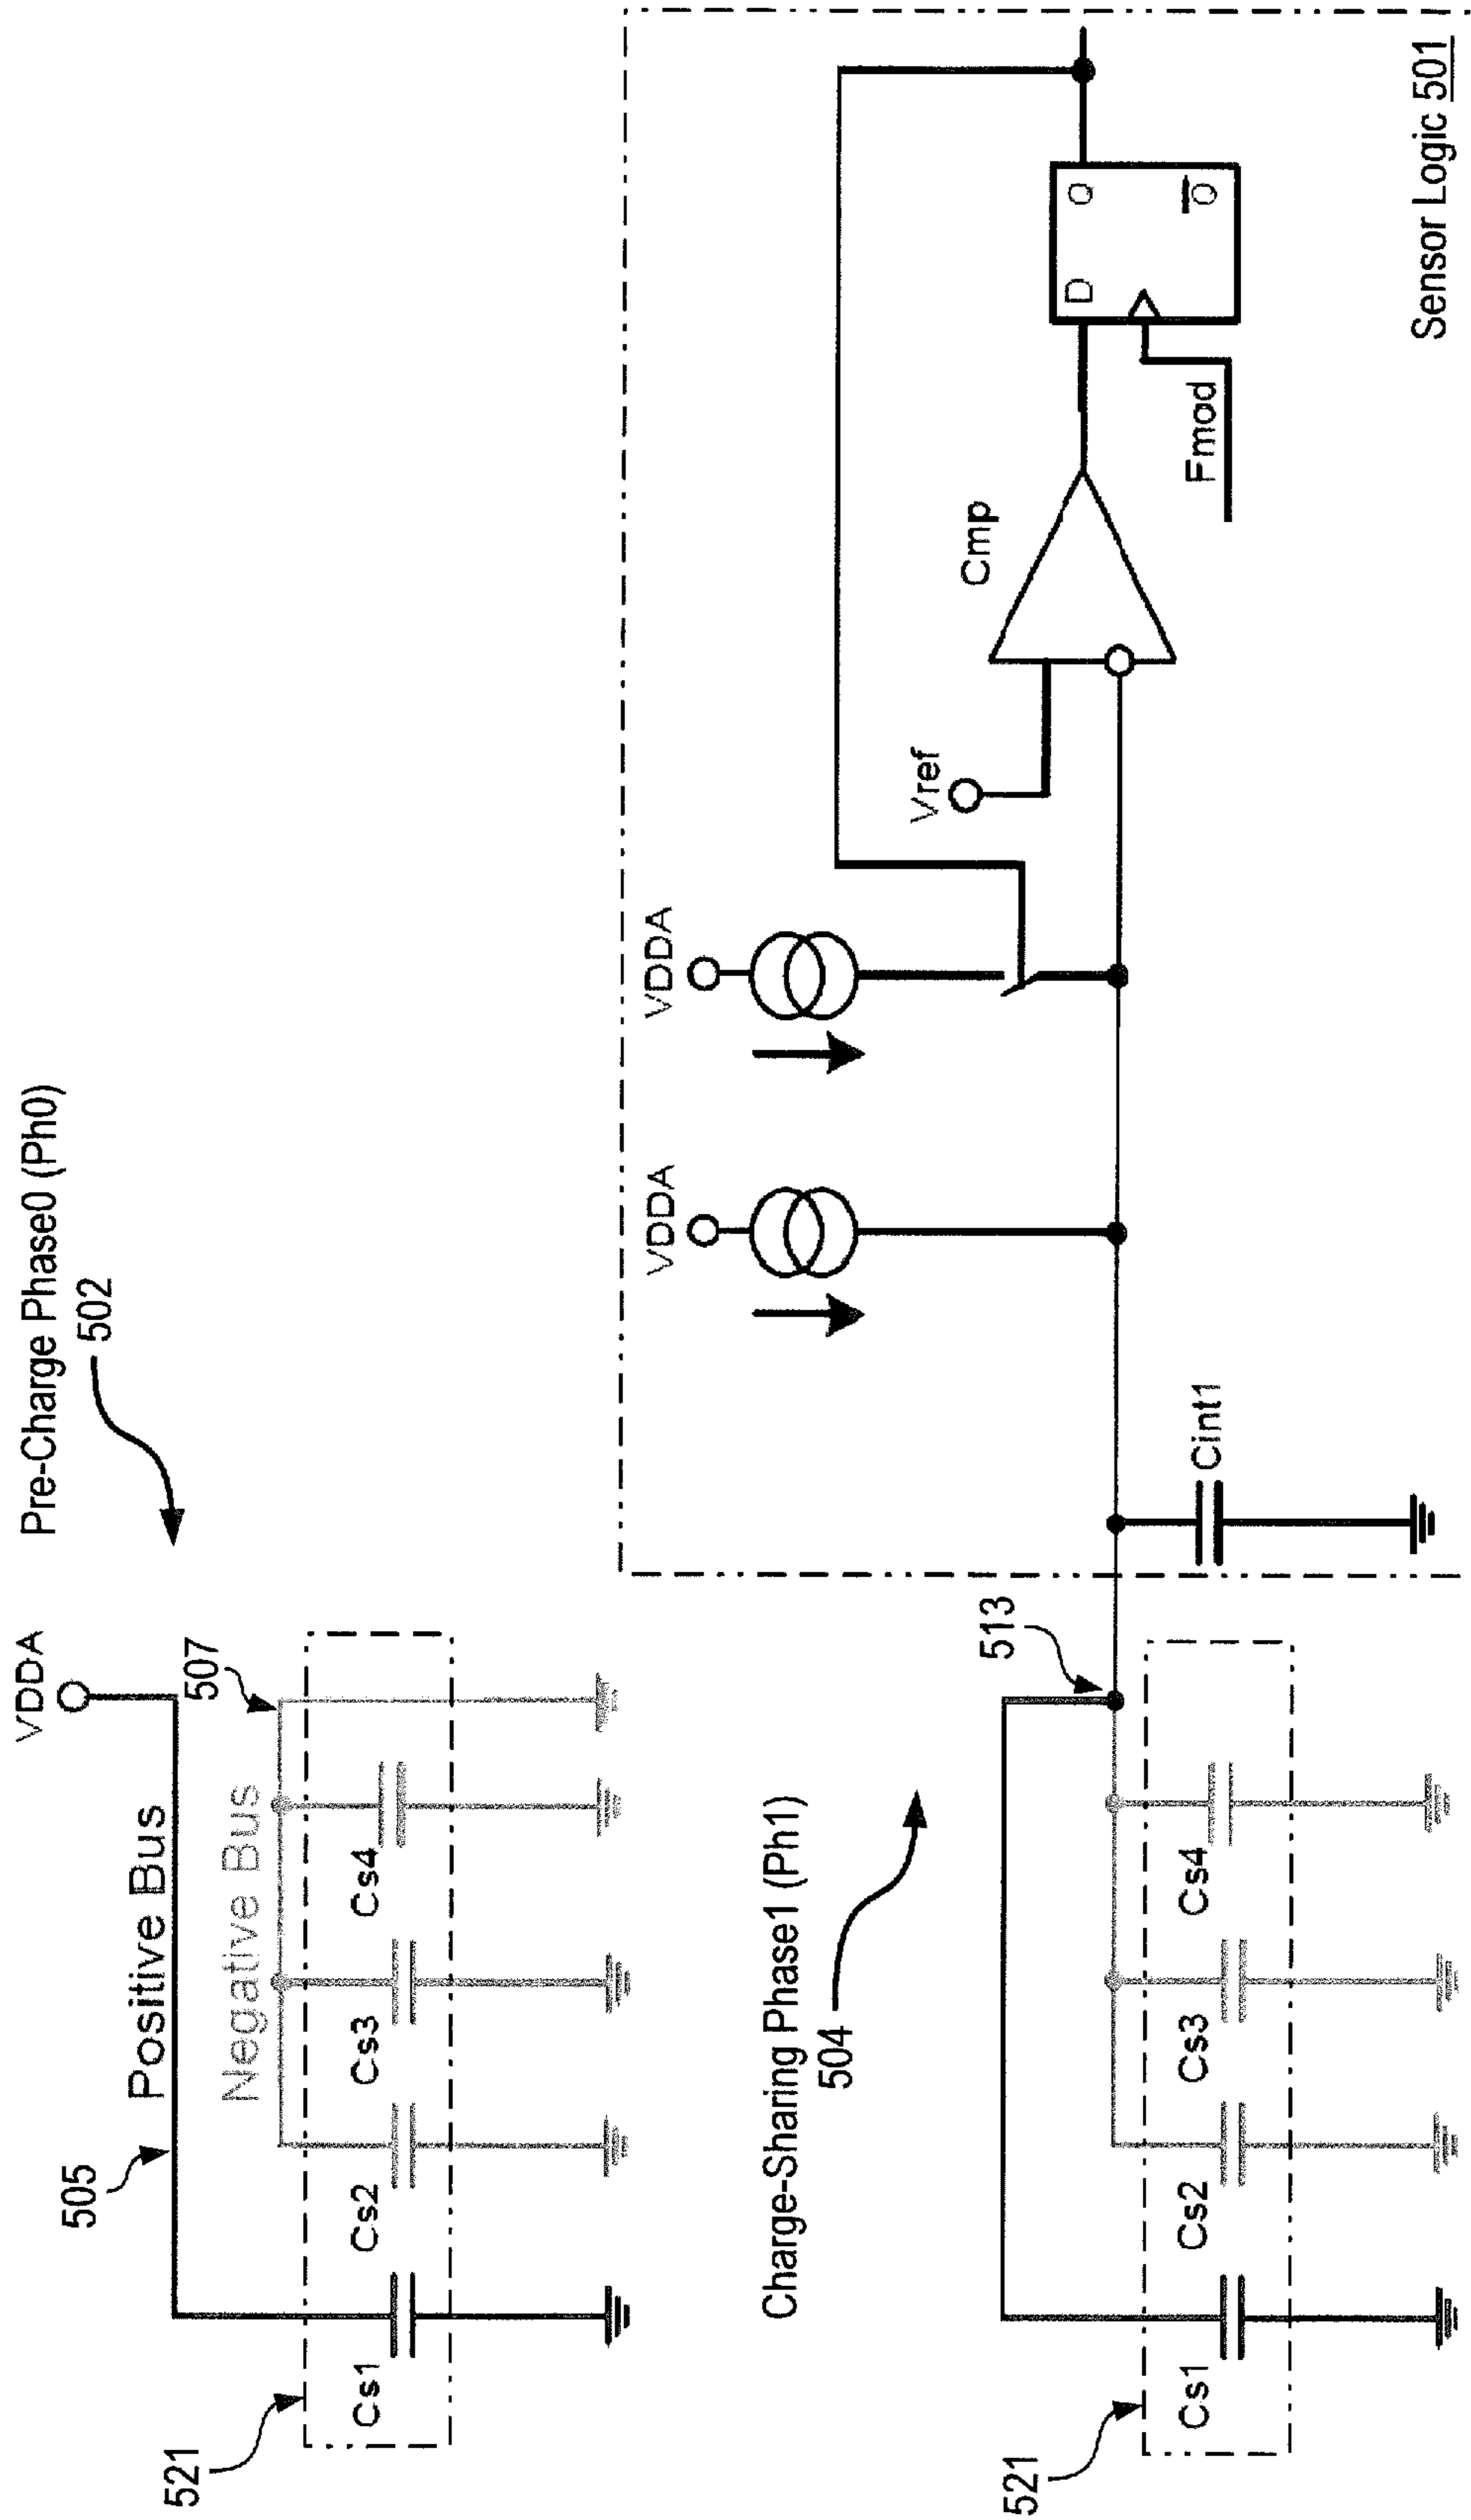 Pre-Charge Phase0 (Ph0)
502
VDDA
505
Positive Bus
Negative Bus
507
521
Cs1
Cs2
Cs3
Cs4
Charge-Sharing Phase1 (Ph1)
504
513
521
Cs1
Cs2
Cs3
Cs4
Cint1
VDDA
VDDA
Vref
Cmp
Fmod
D
Q
Q
Sensor Logic 501